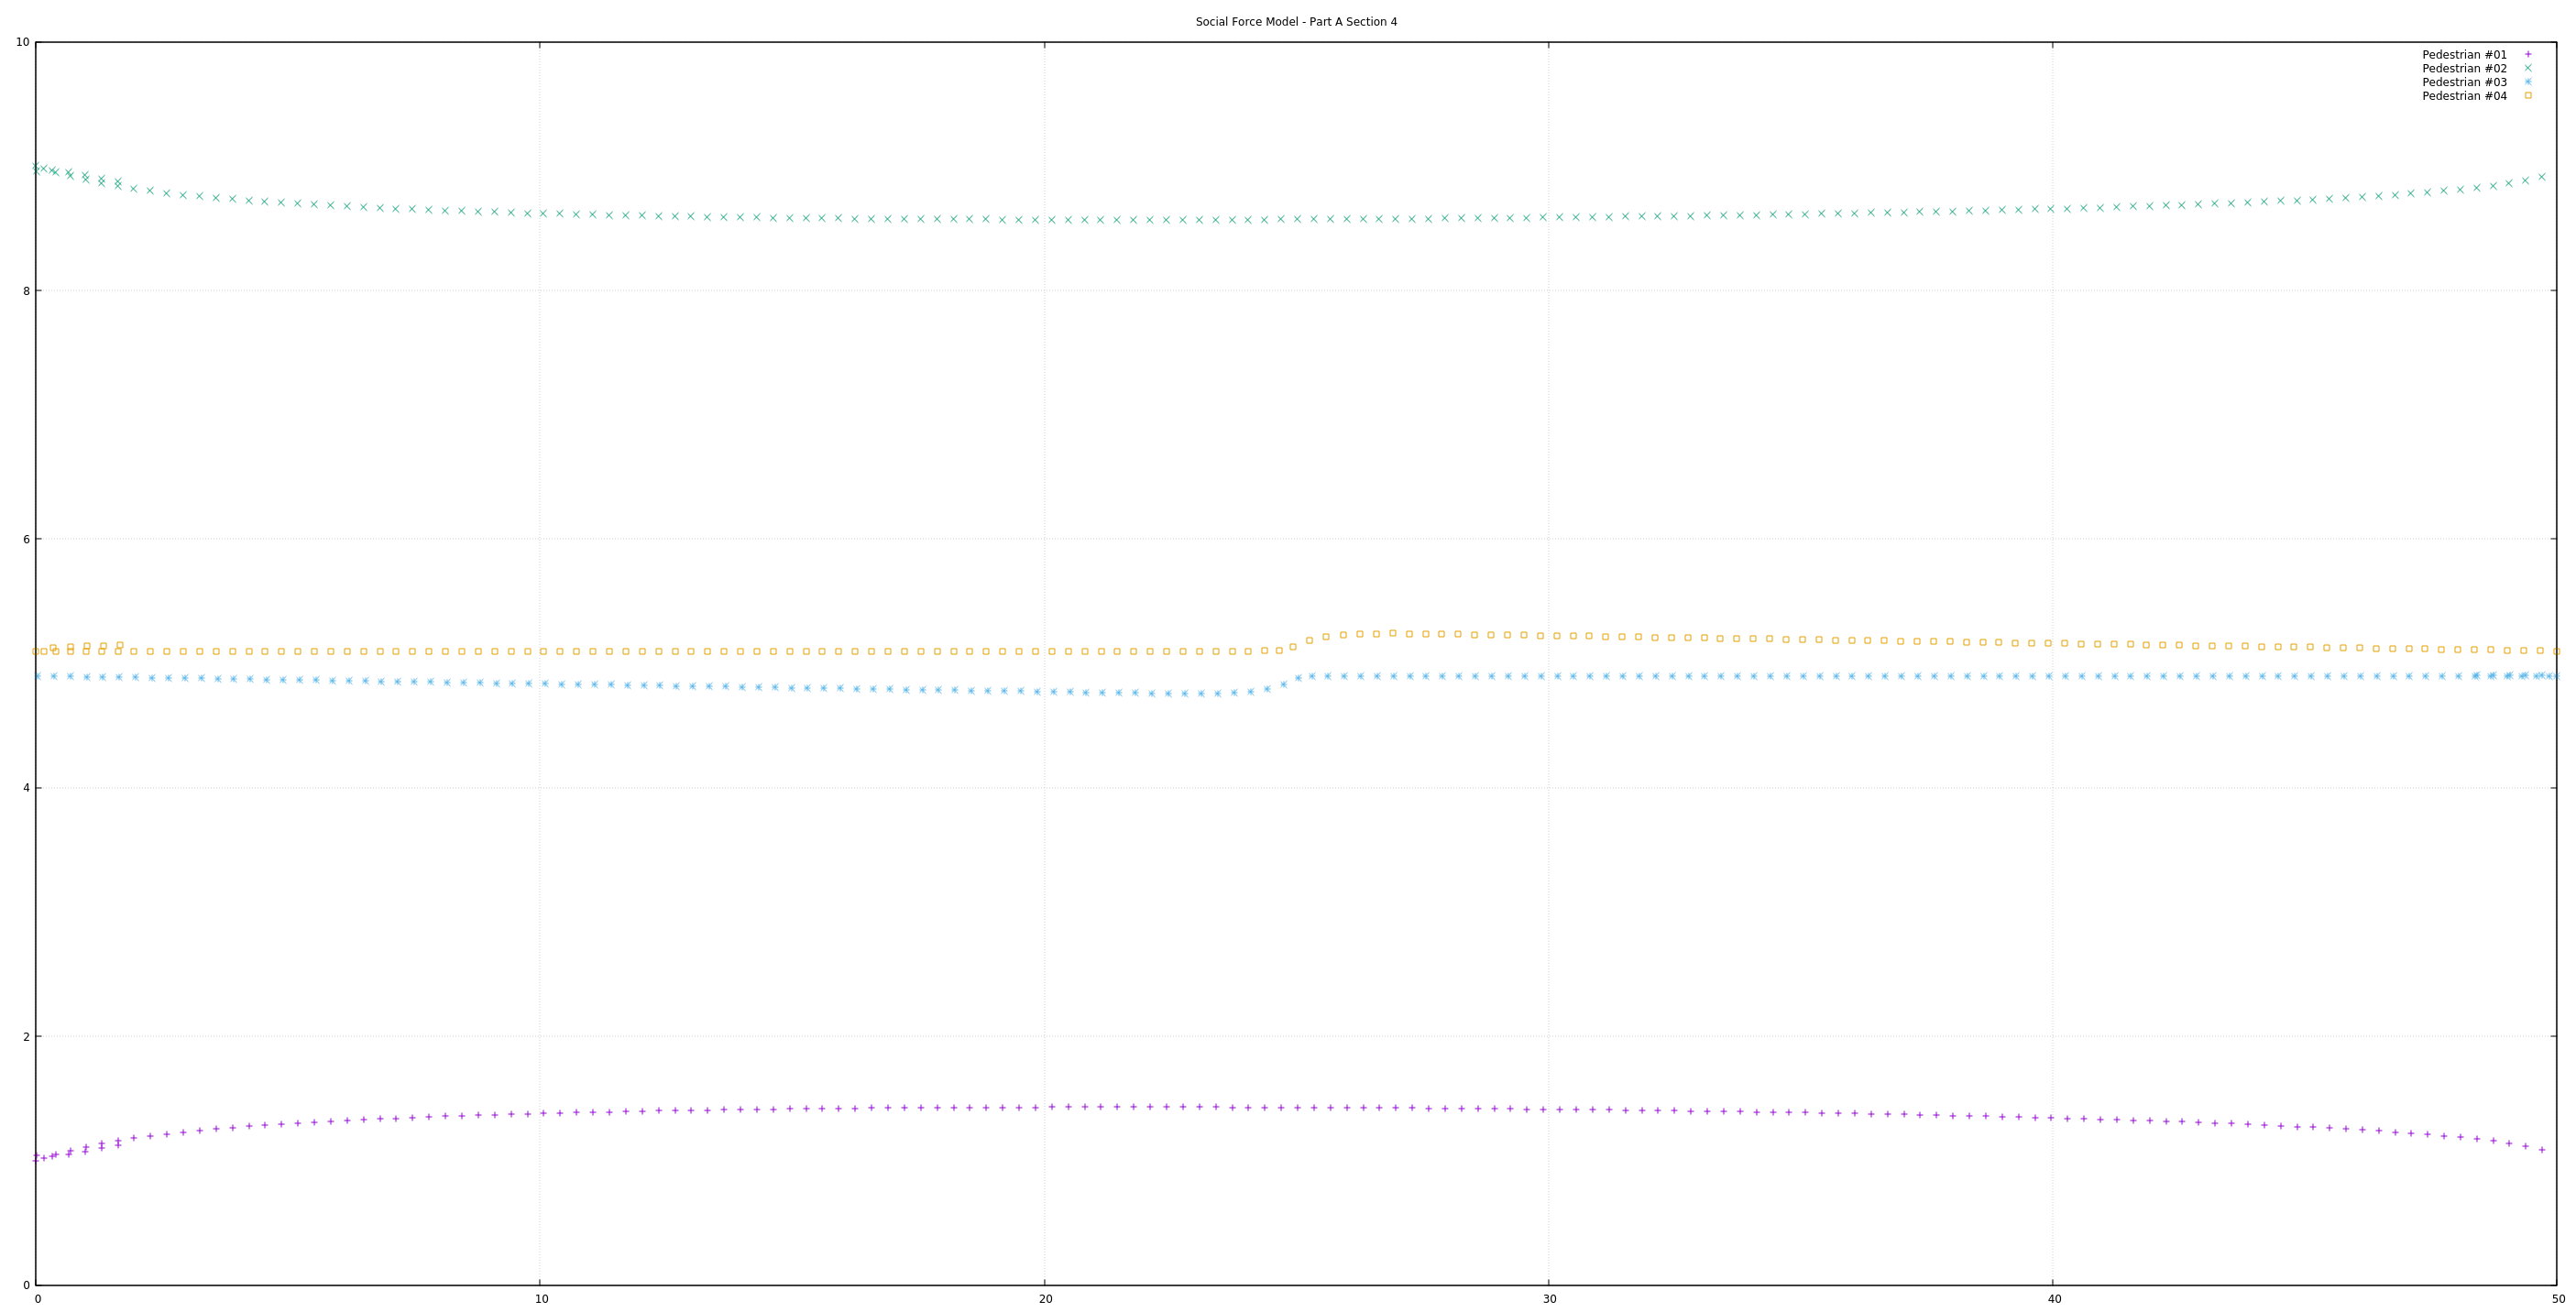 Social Force Model - Part A Section 4
10
Pedestrian #01
Pedestrian #02
Pedestrian #03
Pedestrian #04
8
6
4
2
0
0 10 20 30 40 50